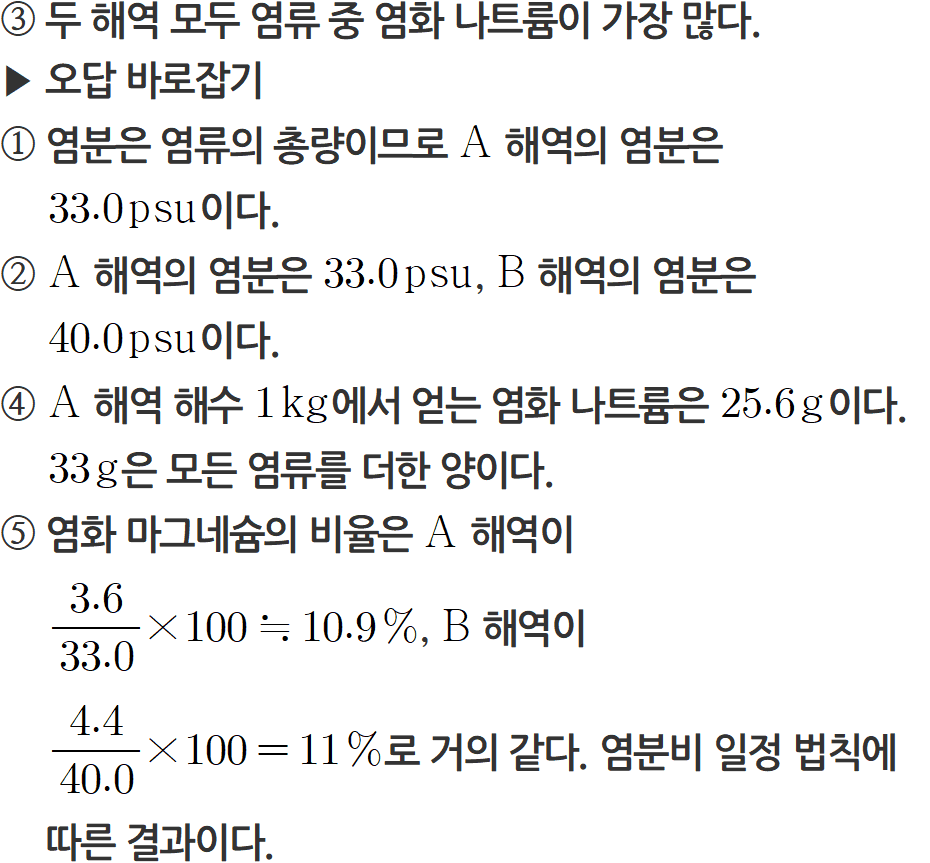 ③ 두 해역 모두 염류 중 염화 나트륨이 가장 많다.
▶ 오답 바로잡기
① 염분은 염류의 총량이므로 A 해역의 염분은
33.0psu이다.
② A 해역의 염분은 33.0psu, B 해역의 염분은
40.0psu이다.
④ A 해역 해수 1kg에서 얻는 염화 나트륨은 25.6g이다.
33g은 모든 염류를 더한 양이다.
⑤ 염화 마그네슘의 비율은 A 해역이
3.6/33.0×100≒10.9%, B 해역이
4.4/40.0×100=11%로 거의 같다. 염분비 일정 법칙에
따른 결과이다.